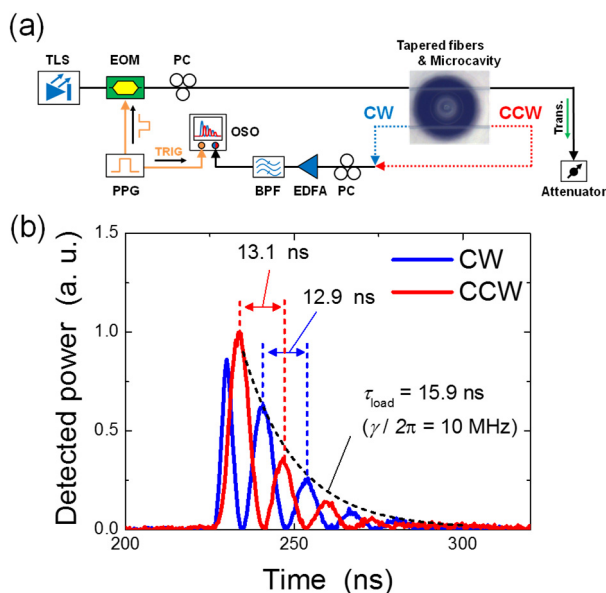 (a)
TLS
EOM
PC
Tapered fibers
& Microcavity
CW
CCW
Trans.
OSO
TRIG
PPG
BPF
EDFA
PC
Attenuator
(b)
13.1 ns
12.9 ns
CW
CCW
τload = 15.9 ns
(γ / 2π = 10 MHz)
Detected power (a. u.)
1.0
0.5
0.0
200
250
300
Time (ns)